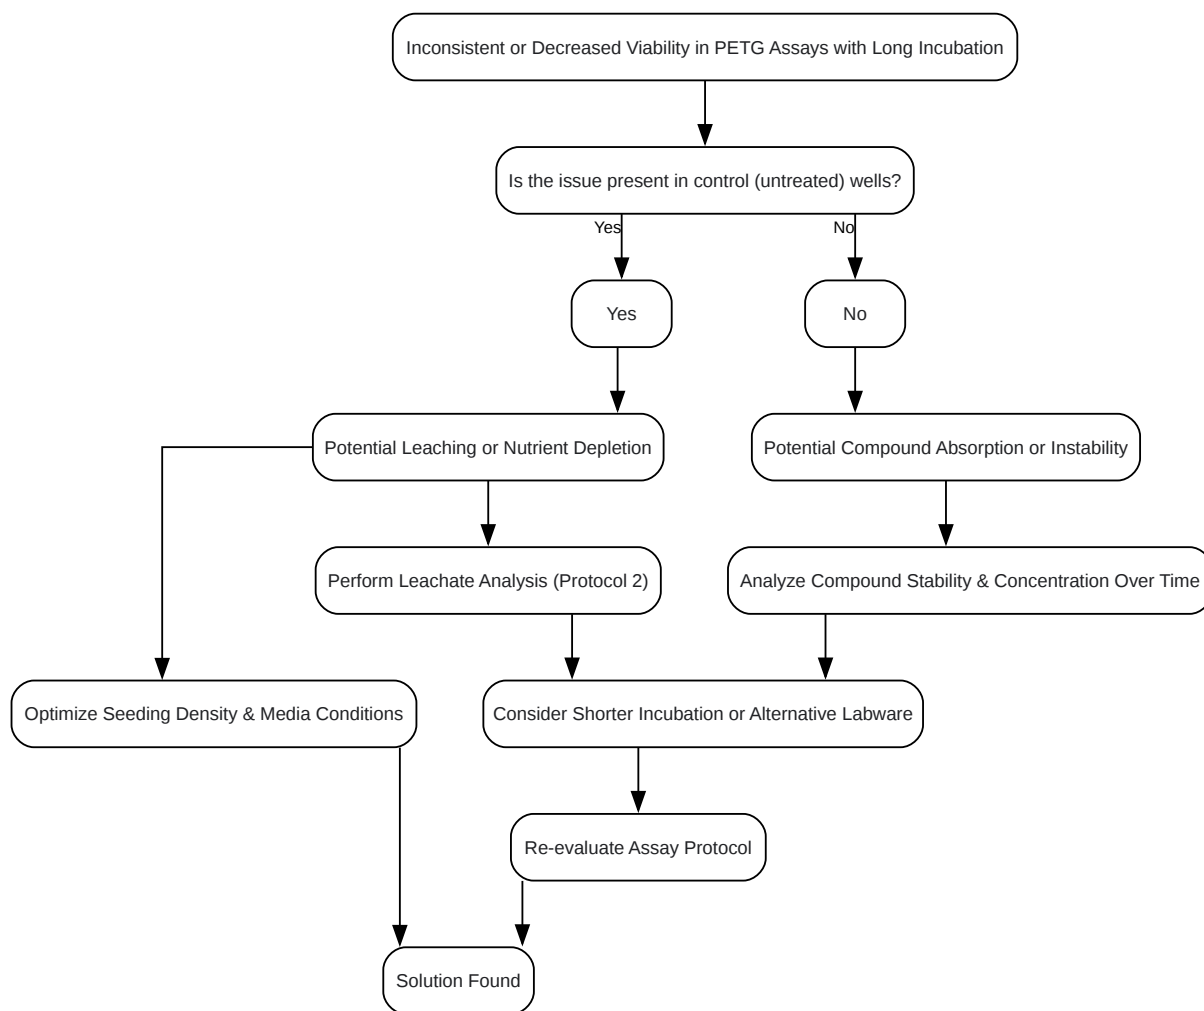 Inconsistent or Decreased Viability in PETG Assays with Long Incubation
Is the issue present in control (untreated) wells?
Yes
No
Yes
No
Potential Leaching or Nutrient Depletion
Potential Compound Absorption or Instability
Perform Leachate Analysis (Protocol 2)
Analyze Compound Stability & Concentration Over Time
Optimize Seeding Density & Media Conditions
Consider Shorter Incubation or Alternative Labware
Re-evaluate Assay Protocol
Solution Found